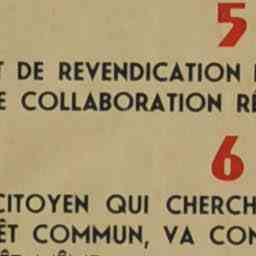 5
T DE REVENDICATION
E COLLABORATION RÉ
6
CITOYEN QUI CHERCH
ÊT COMMUN, VA CON